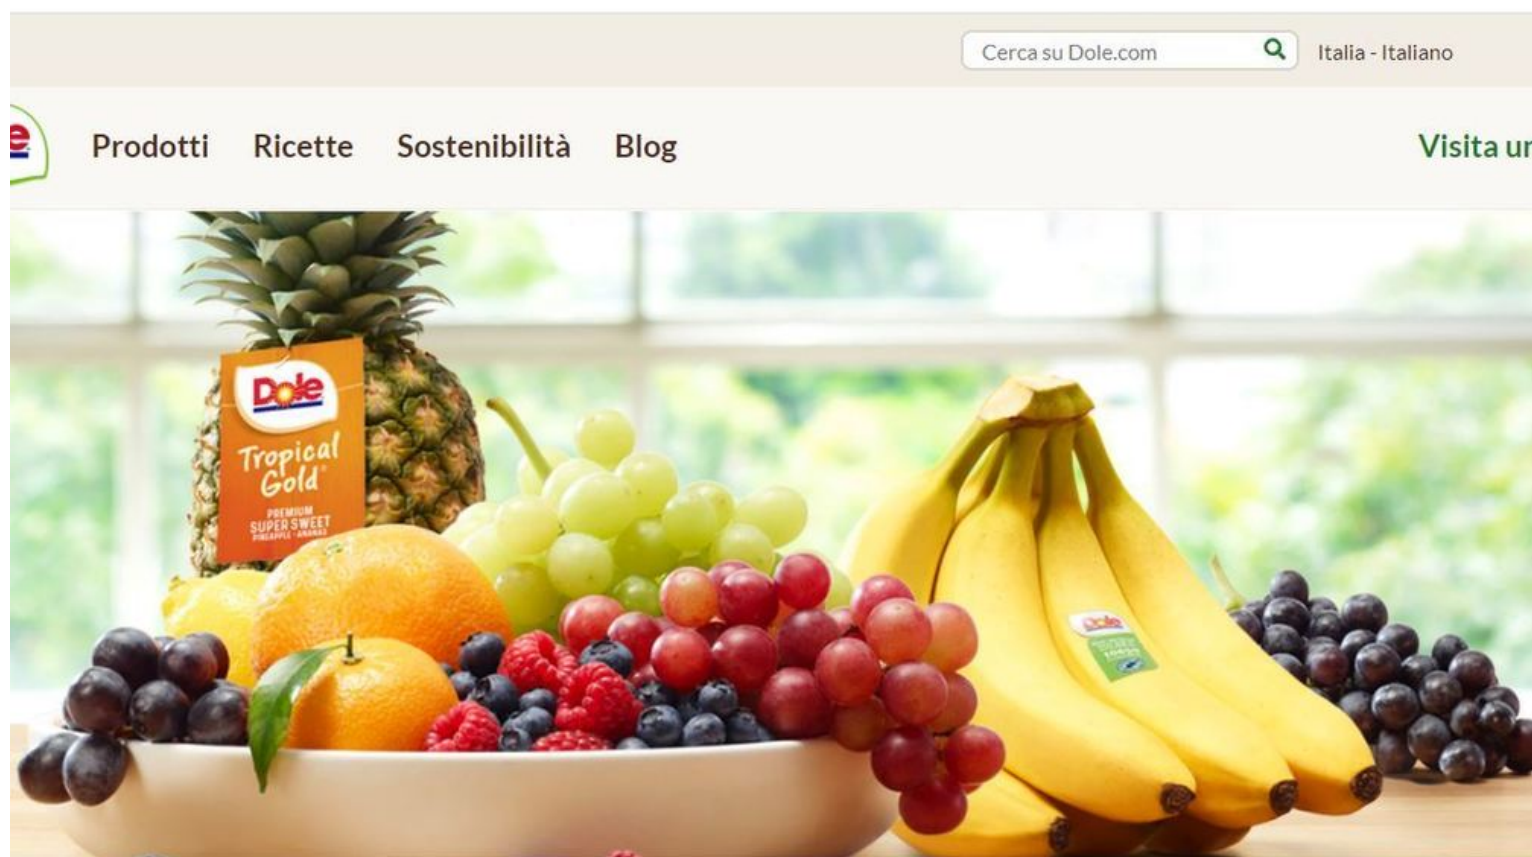 Cerca su Dole.com
Italia - Italiano
Prodotti
Ricette
Sostenibilità
Blog
Visita
Dole
Tropical
Gold®
PREMIUM
SUPER SWEET
PINEAPPLE - ANANAS
Dole